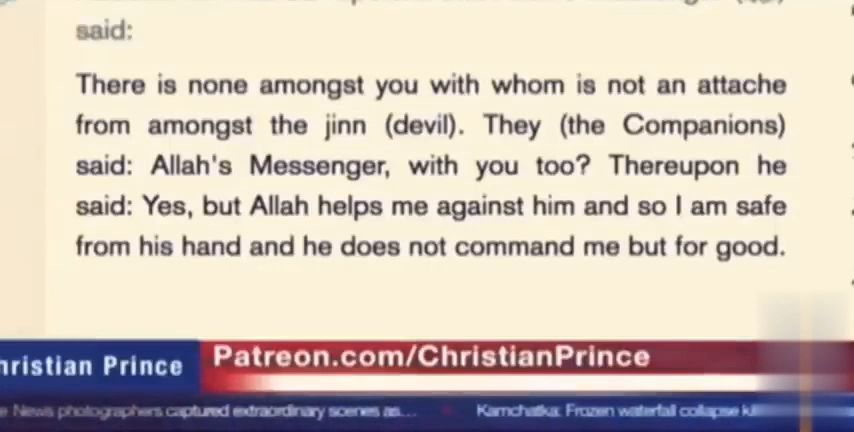 said:
There is none amongst you with whom is not an attache
from amongst the jinn (devil). They (the Companions)
said: Allah's Messenger, with you too? Thereupon he
said: Yes, but Allah helps me against him and so I am safe
from his hand and he does not command me but for good.
hristian Prince
Patreon.com/ChristianPrince
e News photographers captured extraordinary scenes as...
Kamchatka: Frozen waterfall collapse